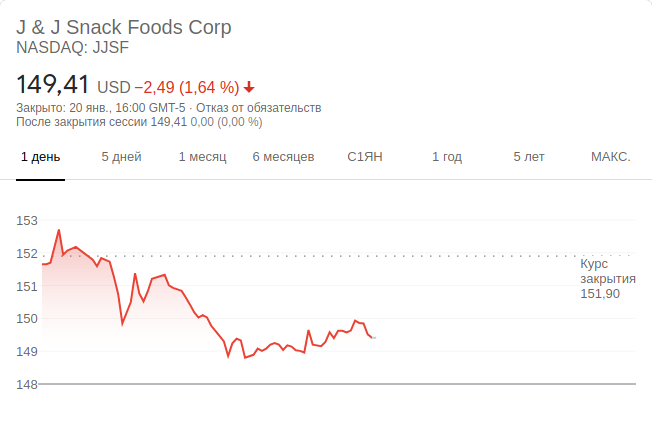 J & J Snack Foods Corp
NASDAQ: JJSF
149,41 USD −2,49 (1,64 %)
Закрыто: 20 янв., 16:00 GMT-5 · Отказ от обязательств
После закрытия сессии 149,41 0,00 (0,00 %)
1 день 5 дней 1 месяц 6 месяцев С1ЯН 1 год 5 лет МАКС.
153
152
Курс
закрытия
151,90
151
150
149
148